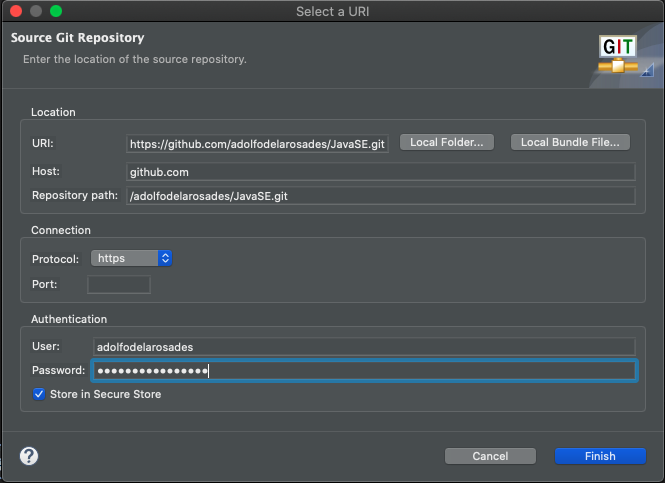 Select a URI
Source Git Repository
Enter the location of the source repository.
GIT
Location
URI: https://github.com/adolfodelarosades/JavaSE.git Local Folder... Local Bundle File...
Host: github.com
Repository path: /adolfodelarosades/JavaSE.git
Connection
Protocol: https
Port:
Authentication
User: adolfodelarosades
Password: ••••••••••••••••
Store in Secure Store
? Cancel Finish